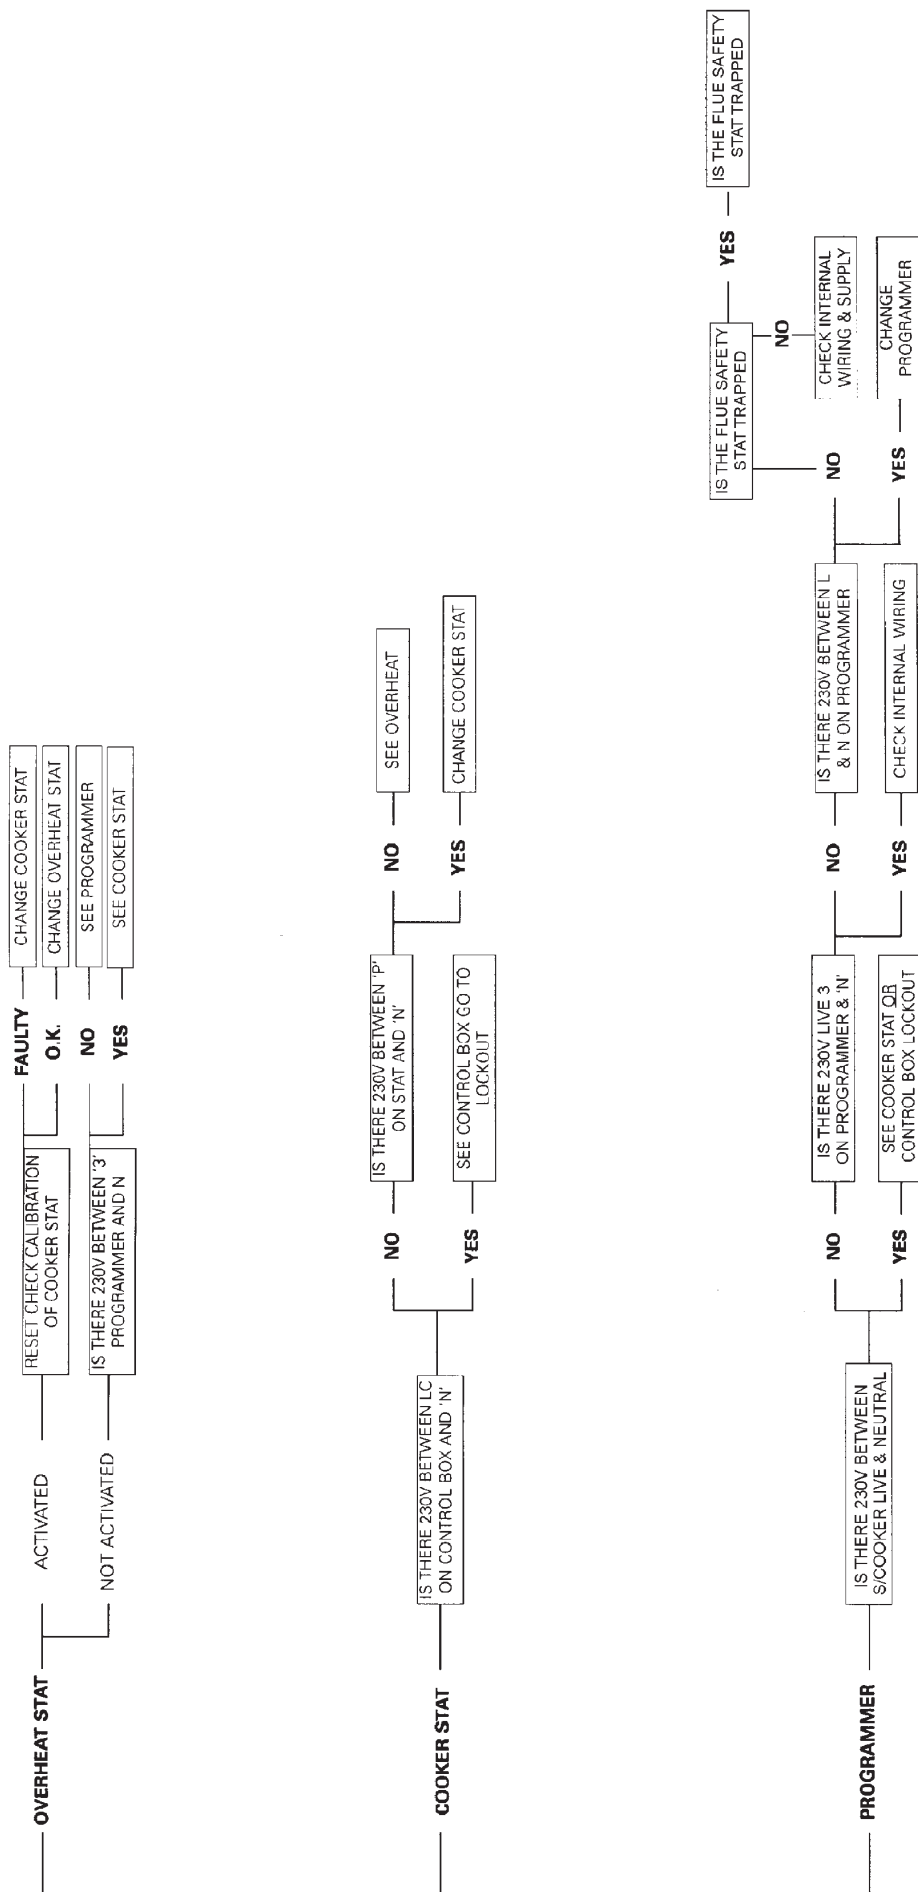 OVERHEAT STAT
ACTIVATED
RESET CHECK CALIBRATION
OF COOKER STAT
FAULTY
CHANGE COOKER STAT
O.K.
CHANGE OVERHEAT STAT
NOT ACTIVATED
IS THERE 230V BETWEEN '3'
PROGRAMMER AND N
NO
SEE PROGRAMMER
YES
SEE COOKER STAT
COOKER STAT
IS THERE 230V BETWEEN LC
ON CONTROL BOX AND 'N'
NO
IS THERE 230V BETWEEN 'P'
ON STAT AND 'N'
NO
SEE OVERHEAT
YES
CHANGE COOKER STAT
YES
SEE CONTROL BOX GO TO
LOCKOUT
PROGRAMMER
IS THERE 230V BETWEEN
S/COOKER LIVE & NEUTRAL
NO
IS THERE 230V LIVE 3
ON PROGRAMMER & 'N'
NO
IS THERE 230V BETWEEN L
& N ON PROGRAMMER
NO
IS THE FLUE SAFETY
STAT TRAPPED
YES
IS THE FLUE SAFETY
STAT TRAPPED
NO
CHECK INTERNAL
WIRING & SUPPLY
YES
CHANGE
PROGRAMMER
YES
CHECK INTERNAL WIRING
YES
SEE COOKER STAT OR
CONTROL BOX LOCKOUT